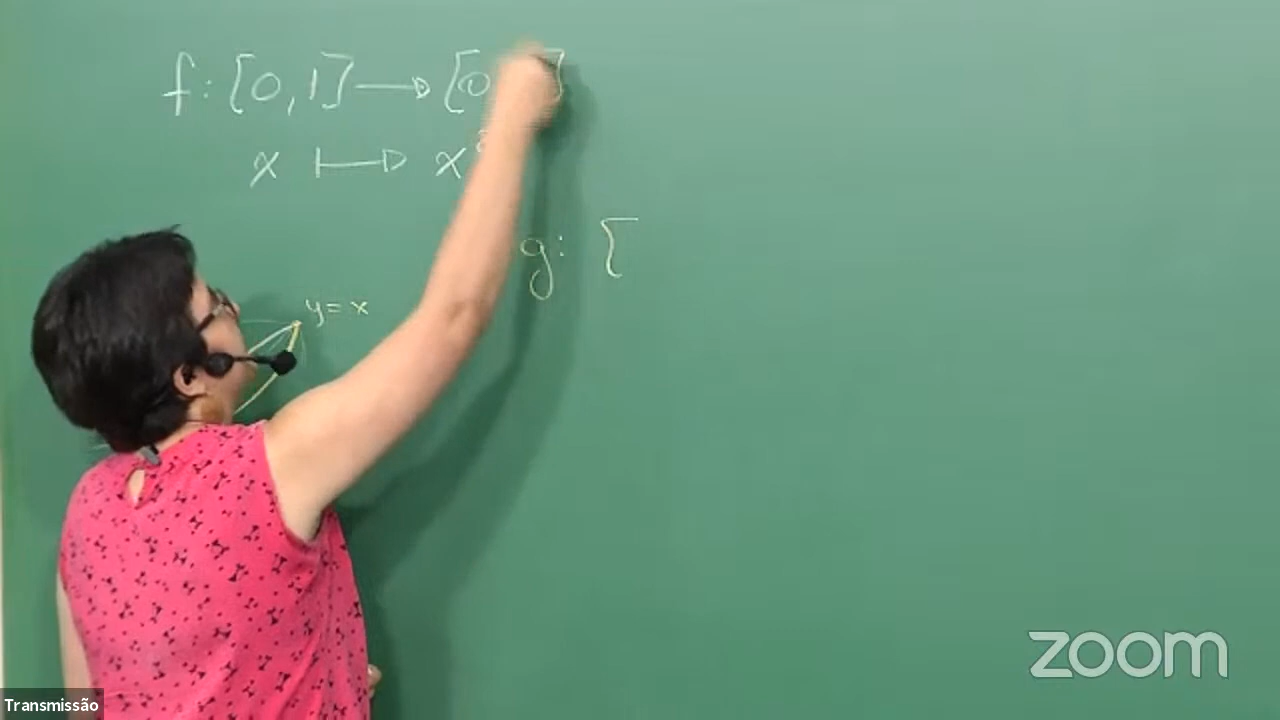 f: [0, 1] → [0
x ↦ x
g: [
y = x
zoom
Transmissão